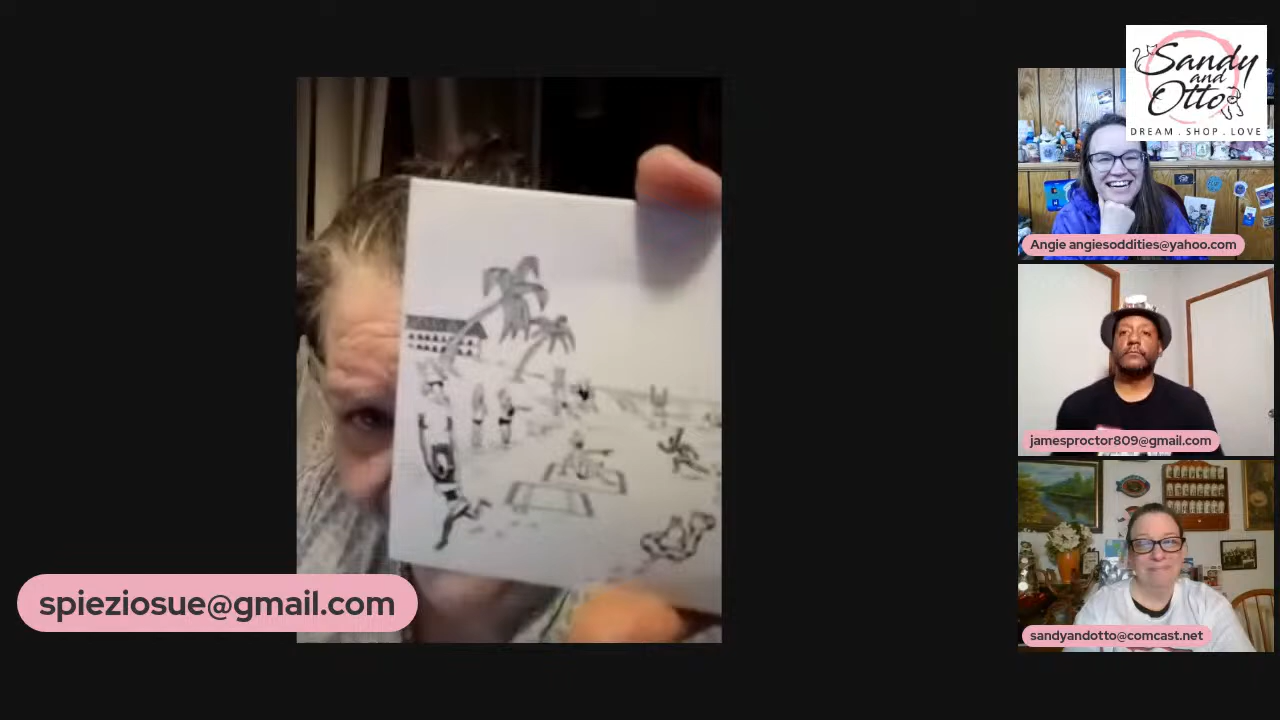 Sandy
and
Otto
DREAM . SHOP . LOVE
Angie angiesoddities@yahoo.com
jamesproctor809@gmail.com
spieziosue@gmail.com
sandyandotto@comcast.net